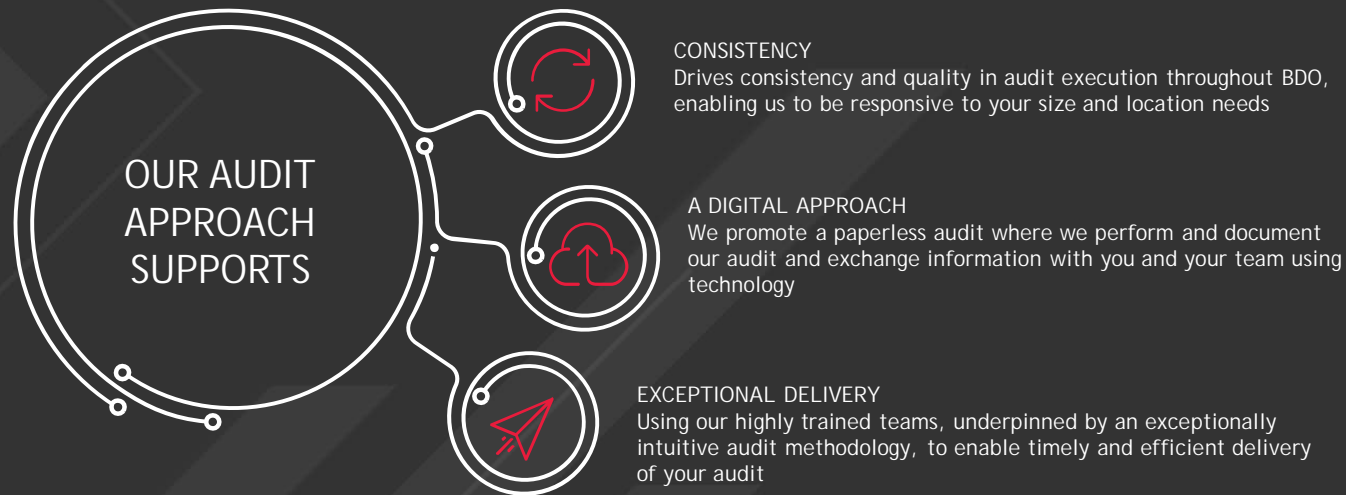 OUR AUDIT
APPROACH
SUPPORTS
CONSISTENCY
Drives consistency and quality in audit execution throughout BDO,
enabling us to be responsive to your size and location needs
A DIGITAL APPROACH
We promote a paperless audit where we perform and document
our audit and exchange information with you and your team using
technology
EXCEPTIONAL DELIVERY
Using our highly trained teams, underpinned by an exceptionally
intuitive audit methodology, to enable timely and efficient delivery
of your audit